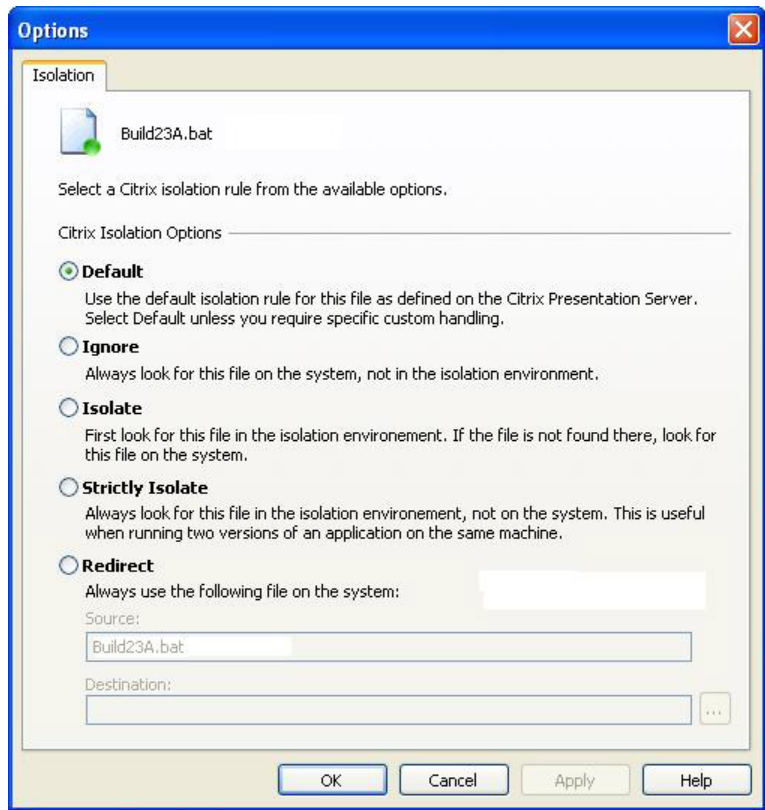 Options
Isolation
Build23A.bat
Select a Citrix isolation rule from the available options.
Citrix Isolation Options
Default
Use the default isolation rule for this file as defined on the Citrix Presentation Server.
Select Default unless you require specific custom handling.
Ignore
Always look for this file on the system, not in the isolation environment.
Isolate
First look for this file in the isolation environement. If the file is not found there, look for
this file on the system.
Strictly Isolate
Always look for this file in the isolation environement, not on the system. This is useful
when running two versions of an application on the same machine.
Redirect
Always use the following file on the system:
Source:
Build23A.bat
Destination:
...
OK Cancel Apply Help